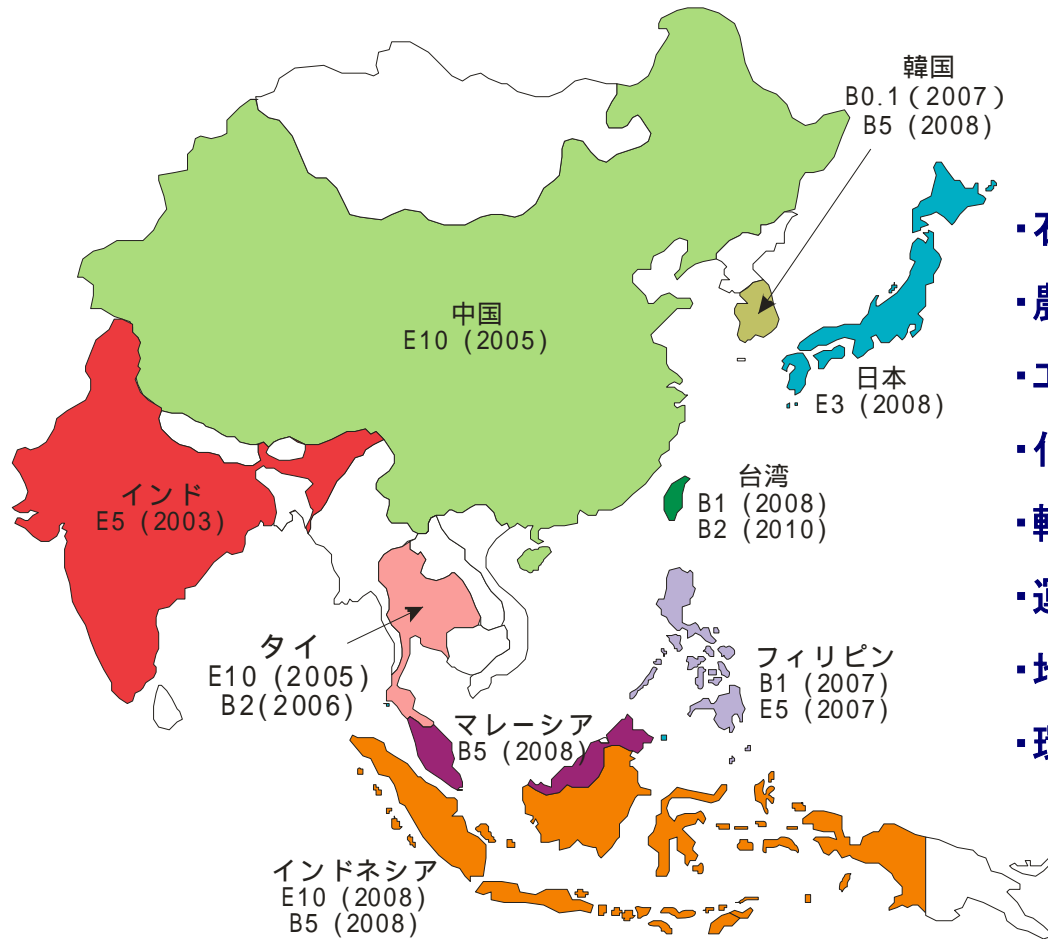 韓国
B0.1(2007)
B5 (2008)
中国
E10 (2005)
日本
E3 (2008)
インド
E5 (2003)
台湾
B1 (2008)
B2 (2010)
タイ
E10 (2005)
B2(2006)
フィリピン
B1 (2007)
E5 (2007)
マレーシア
B5 (2008)
インドネシア
E10 (2008)
B5 (2008)